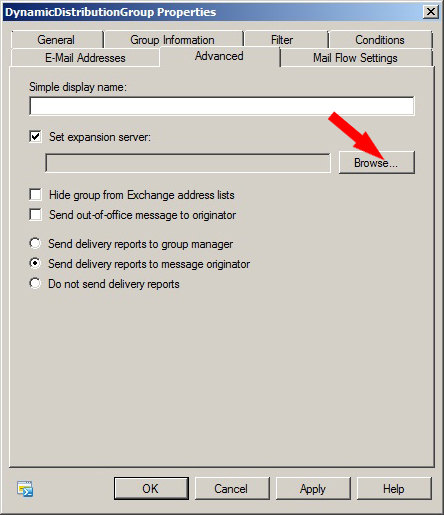 DynamicDistributionGroup Properties
General Group Information Filter Conditions
E-Mail Addresses Advanced Mail Flow Settings
Simple display name:
Set expansion server:
Browse...
Hide group from Exchange address lists
Send out-of-office message to originator
Send delivery reports to group manager
Send delivery reports to message originator
Do not send delivery reports
OK Cancel Apply Help